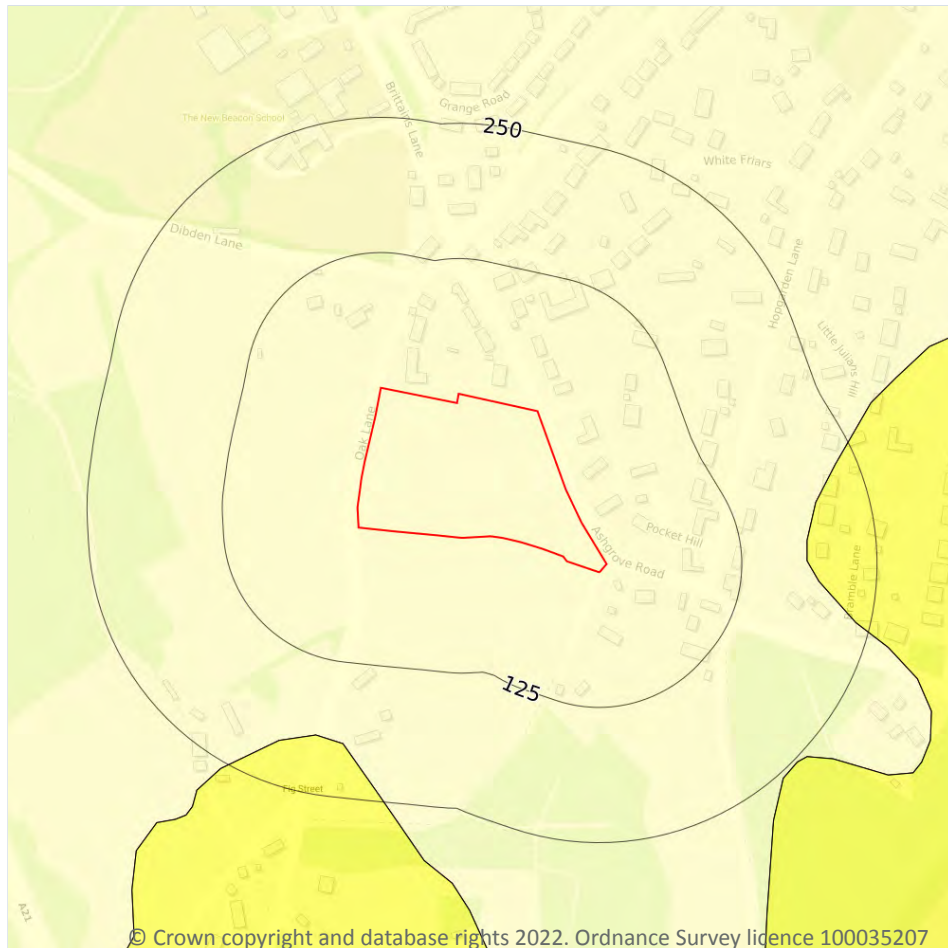 Grange Road
Brittains Lane
The New Beacon School
250
White Friars
Dibden Lane
Hopgarden Lane
Little Julians Hill
Oak Lane
Pocket Hill
Ashgrove Road
Bramble Lane
125
Fig Street
A21
© Crown copyright and database rights 2022. Ordnance Survey licence 100035207